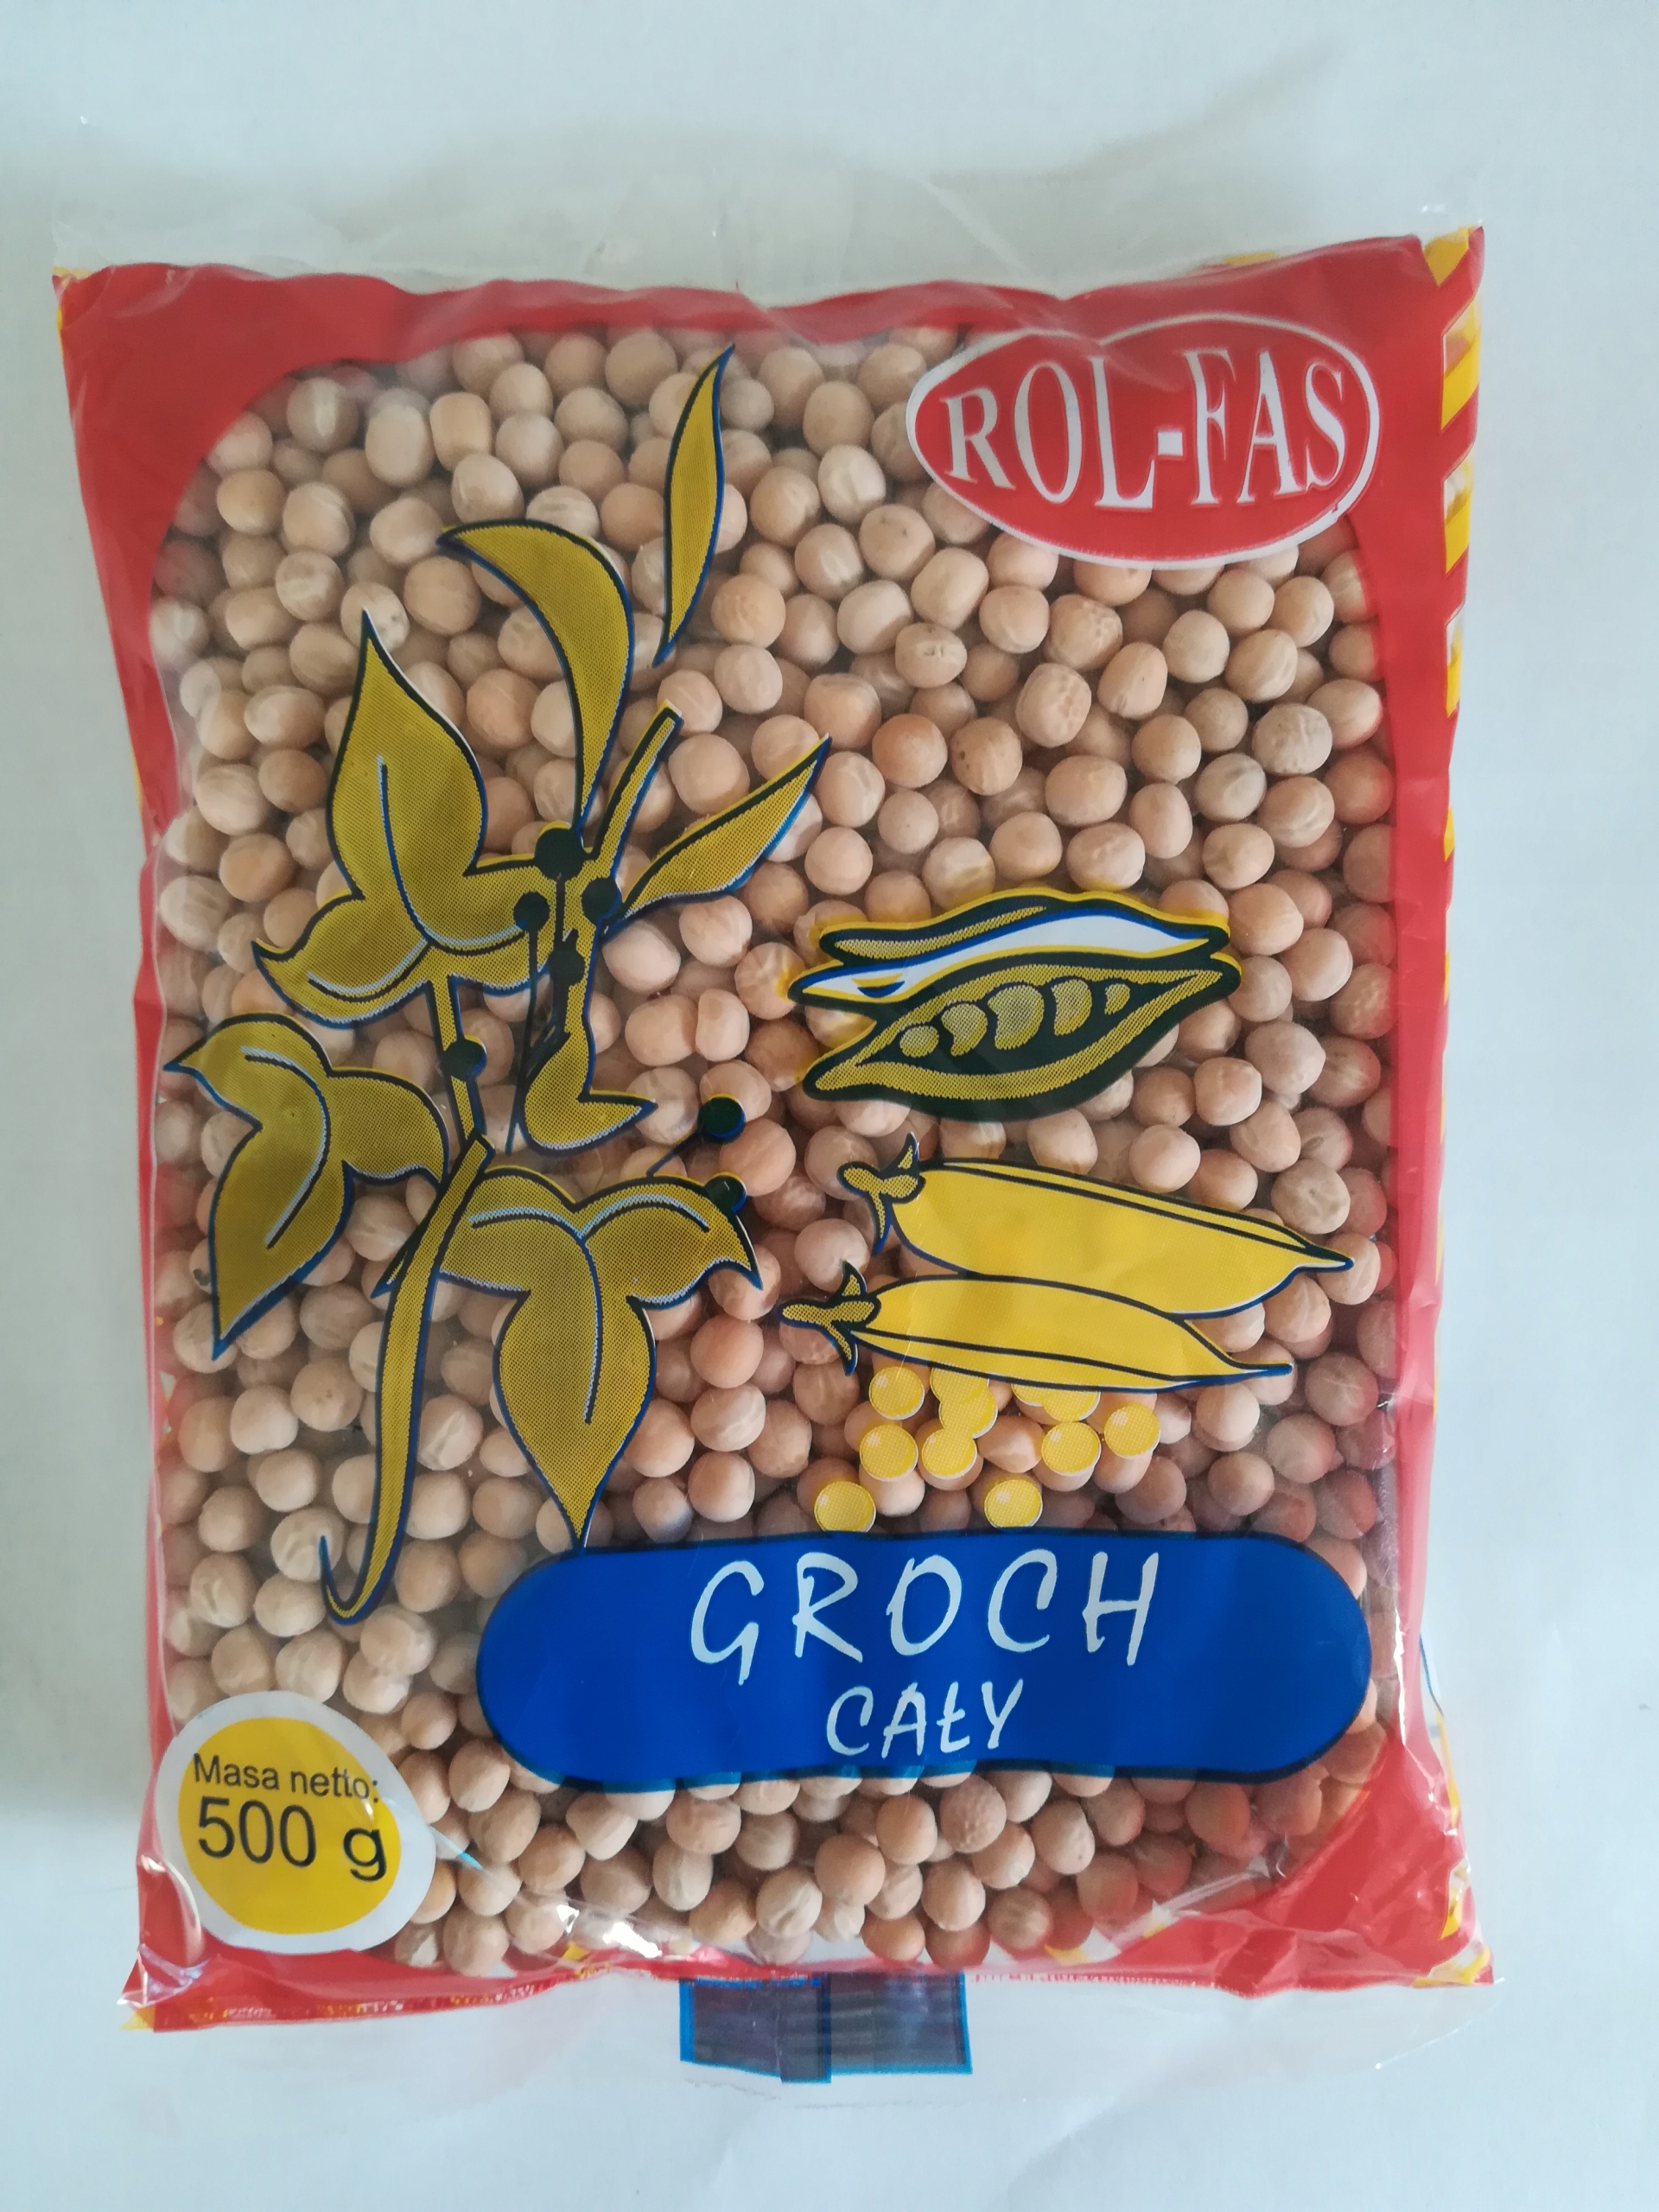 ROL-FAS
GROCH
CAŁY
Masa netto:
500 g